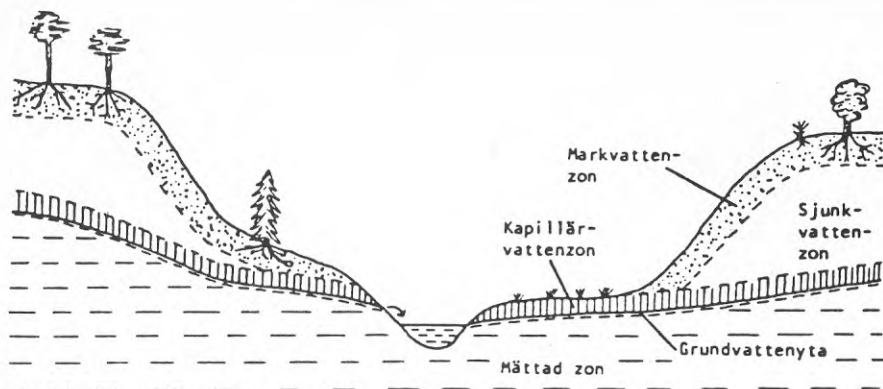 Markvatten-
zon
Sjunk-
vatten-
zon
Kapillär-
vattenzon
Grundvattenyta
Mättad zon